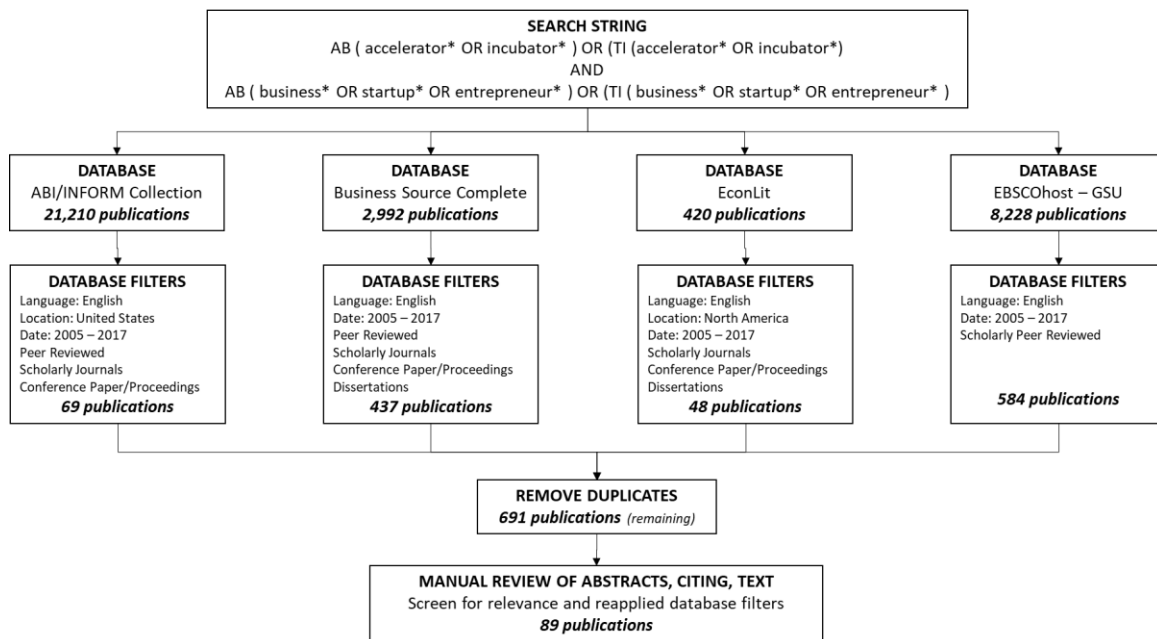 SEARCH STRING
AB ( accelerator* OR incubator* ) OR (TI (accelerator* OR incubator*)
AND
AB ( business* OR startup* OR entrepreneur* ) OR (TI ( business* OR startup* OR entrepreneur* )
DATABASE
ABI/INFORM Collection
21,210 publications
DATABASE
Business Source Complete
2,992 publications
DATABASE
EconLit
420 publications
DATABASE
EBSCOhost – GSU
8,228 publications
DATABASE FILTERS
Language: English
Location: United States
Date: 2005 – 2017
Peer Reviewed
Scholarly Journals
Conference Paper/Proceedings
69 publications
DATABASE FILTERS
Language: English
Date: 2005 – 2017
Peer Reviewed
Scholarly Journals
Conference Paper/Proceedings
Dissertations
437 publications
DATABASE FILTERS
Language: English
Location: North America
Date: 2005 – 2017
Scholarly Journals
Conference Paper/Proceedings
Dissertations
48 publications
DATABASE FILTERS
Language: English
Date: 2005 – 2017
Scholarly Peer Reviewed
584 publications
REMOVE DUPLICATES
691 publications (remaining)
MANUAL REVIEW OF ABSTRACTS, CITING, TEXT
Screen for relevance and reapplied database filters
89 publications